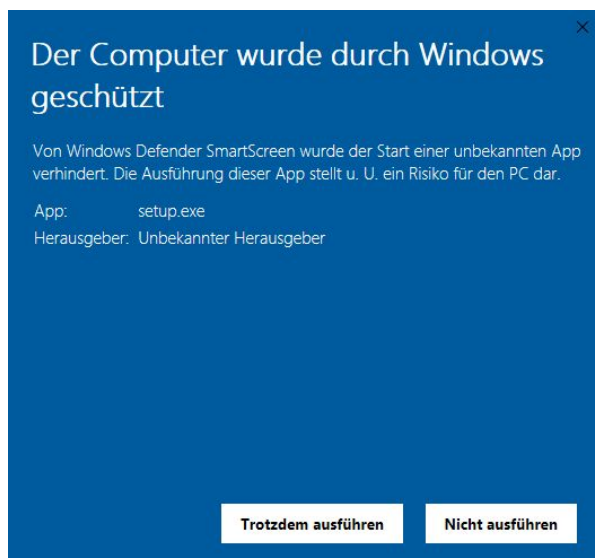 Der Computer wurde durch Windows
geschützt
Von Windows Defender SmartScreen wurde der Start einer unbekannten App
verhindert. Die Ausführung dieser App stellt u. U. ein Risiko für den PC dar.
App: setup.exe
Herausgeber: Unbekannter Herausgeber
Trotzdem ausführen Nicht ausführen